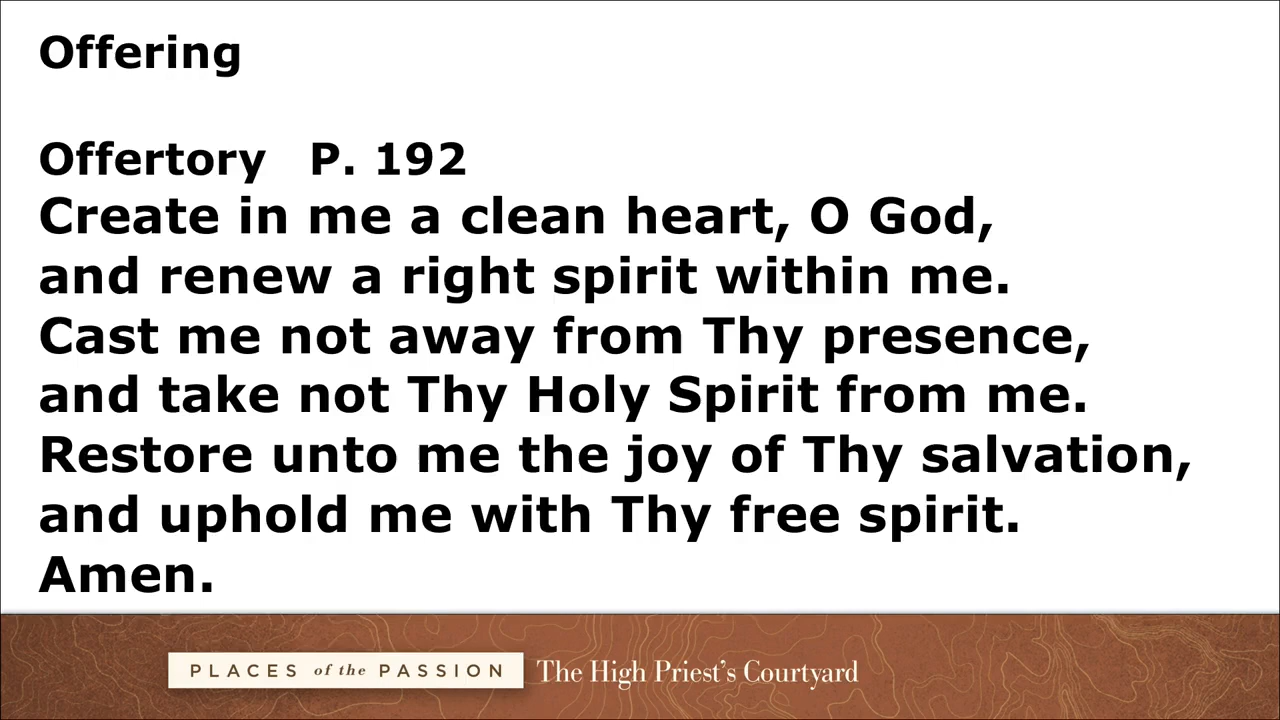 Offering
Offertory P. 192
Create in me a clean heart, O God,
and renew a right spirit within me.
Cast me not away from Thy presence,
and take not Thy Holy Spirit from me.
Restore unto me the joy of Thy salvation,
and uphold me with Thy free spirit.
Amen.
PLACES of the PASSION The High Priest's Courtyard